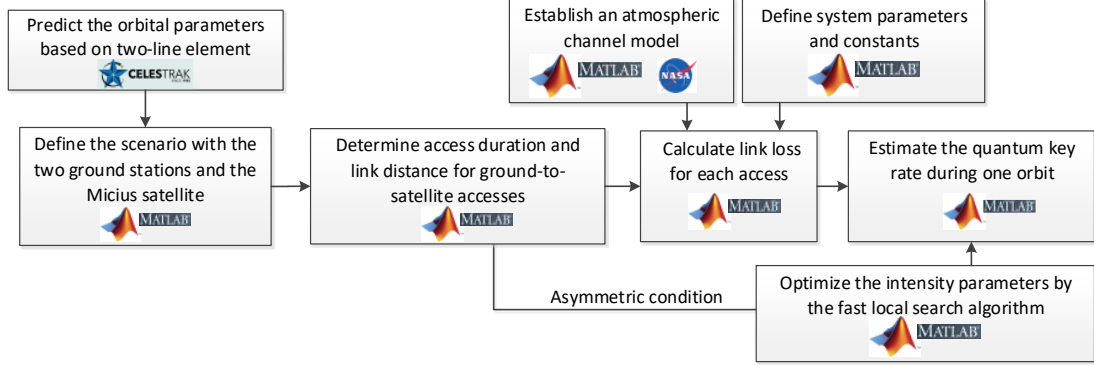 Predict the orbital parameters
based on two-line element
CELESTRAK
Establish an atmospheric
channel model
MATLAB
NASA
Define system parameters
and constants
MATLAB
Define the scenario with the
two ground stations and the
Micius satellite
MATLAB
Determine access duration and
link distance for ground-to-
satellite accesses
MATLAB
Calculate link loss
for each access
MATLAB
Estimate the quantum key
rate during one orbit
MATLAB
Asymmetric condition
Optimize the intensity parameters by
the fast local search algorithm
MATLAB